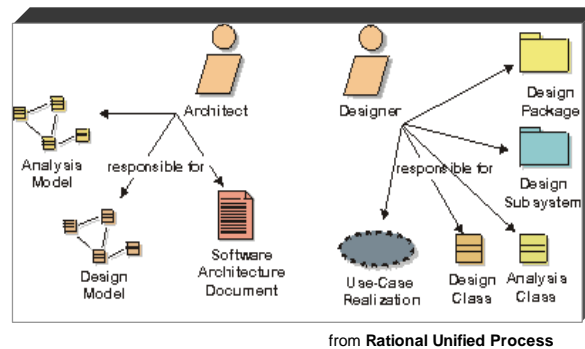 Architect
Designer
Design
Package
Analysis
Model
responsible for
responsible for
Design
Subsystem
Design
Model
Software
Architecture
Document
Use-Case
Realization
Design
Class
Analysis
Class
from Rational Unified Process